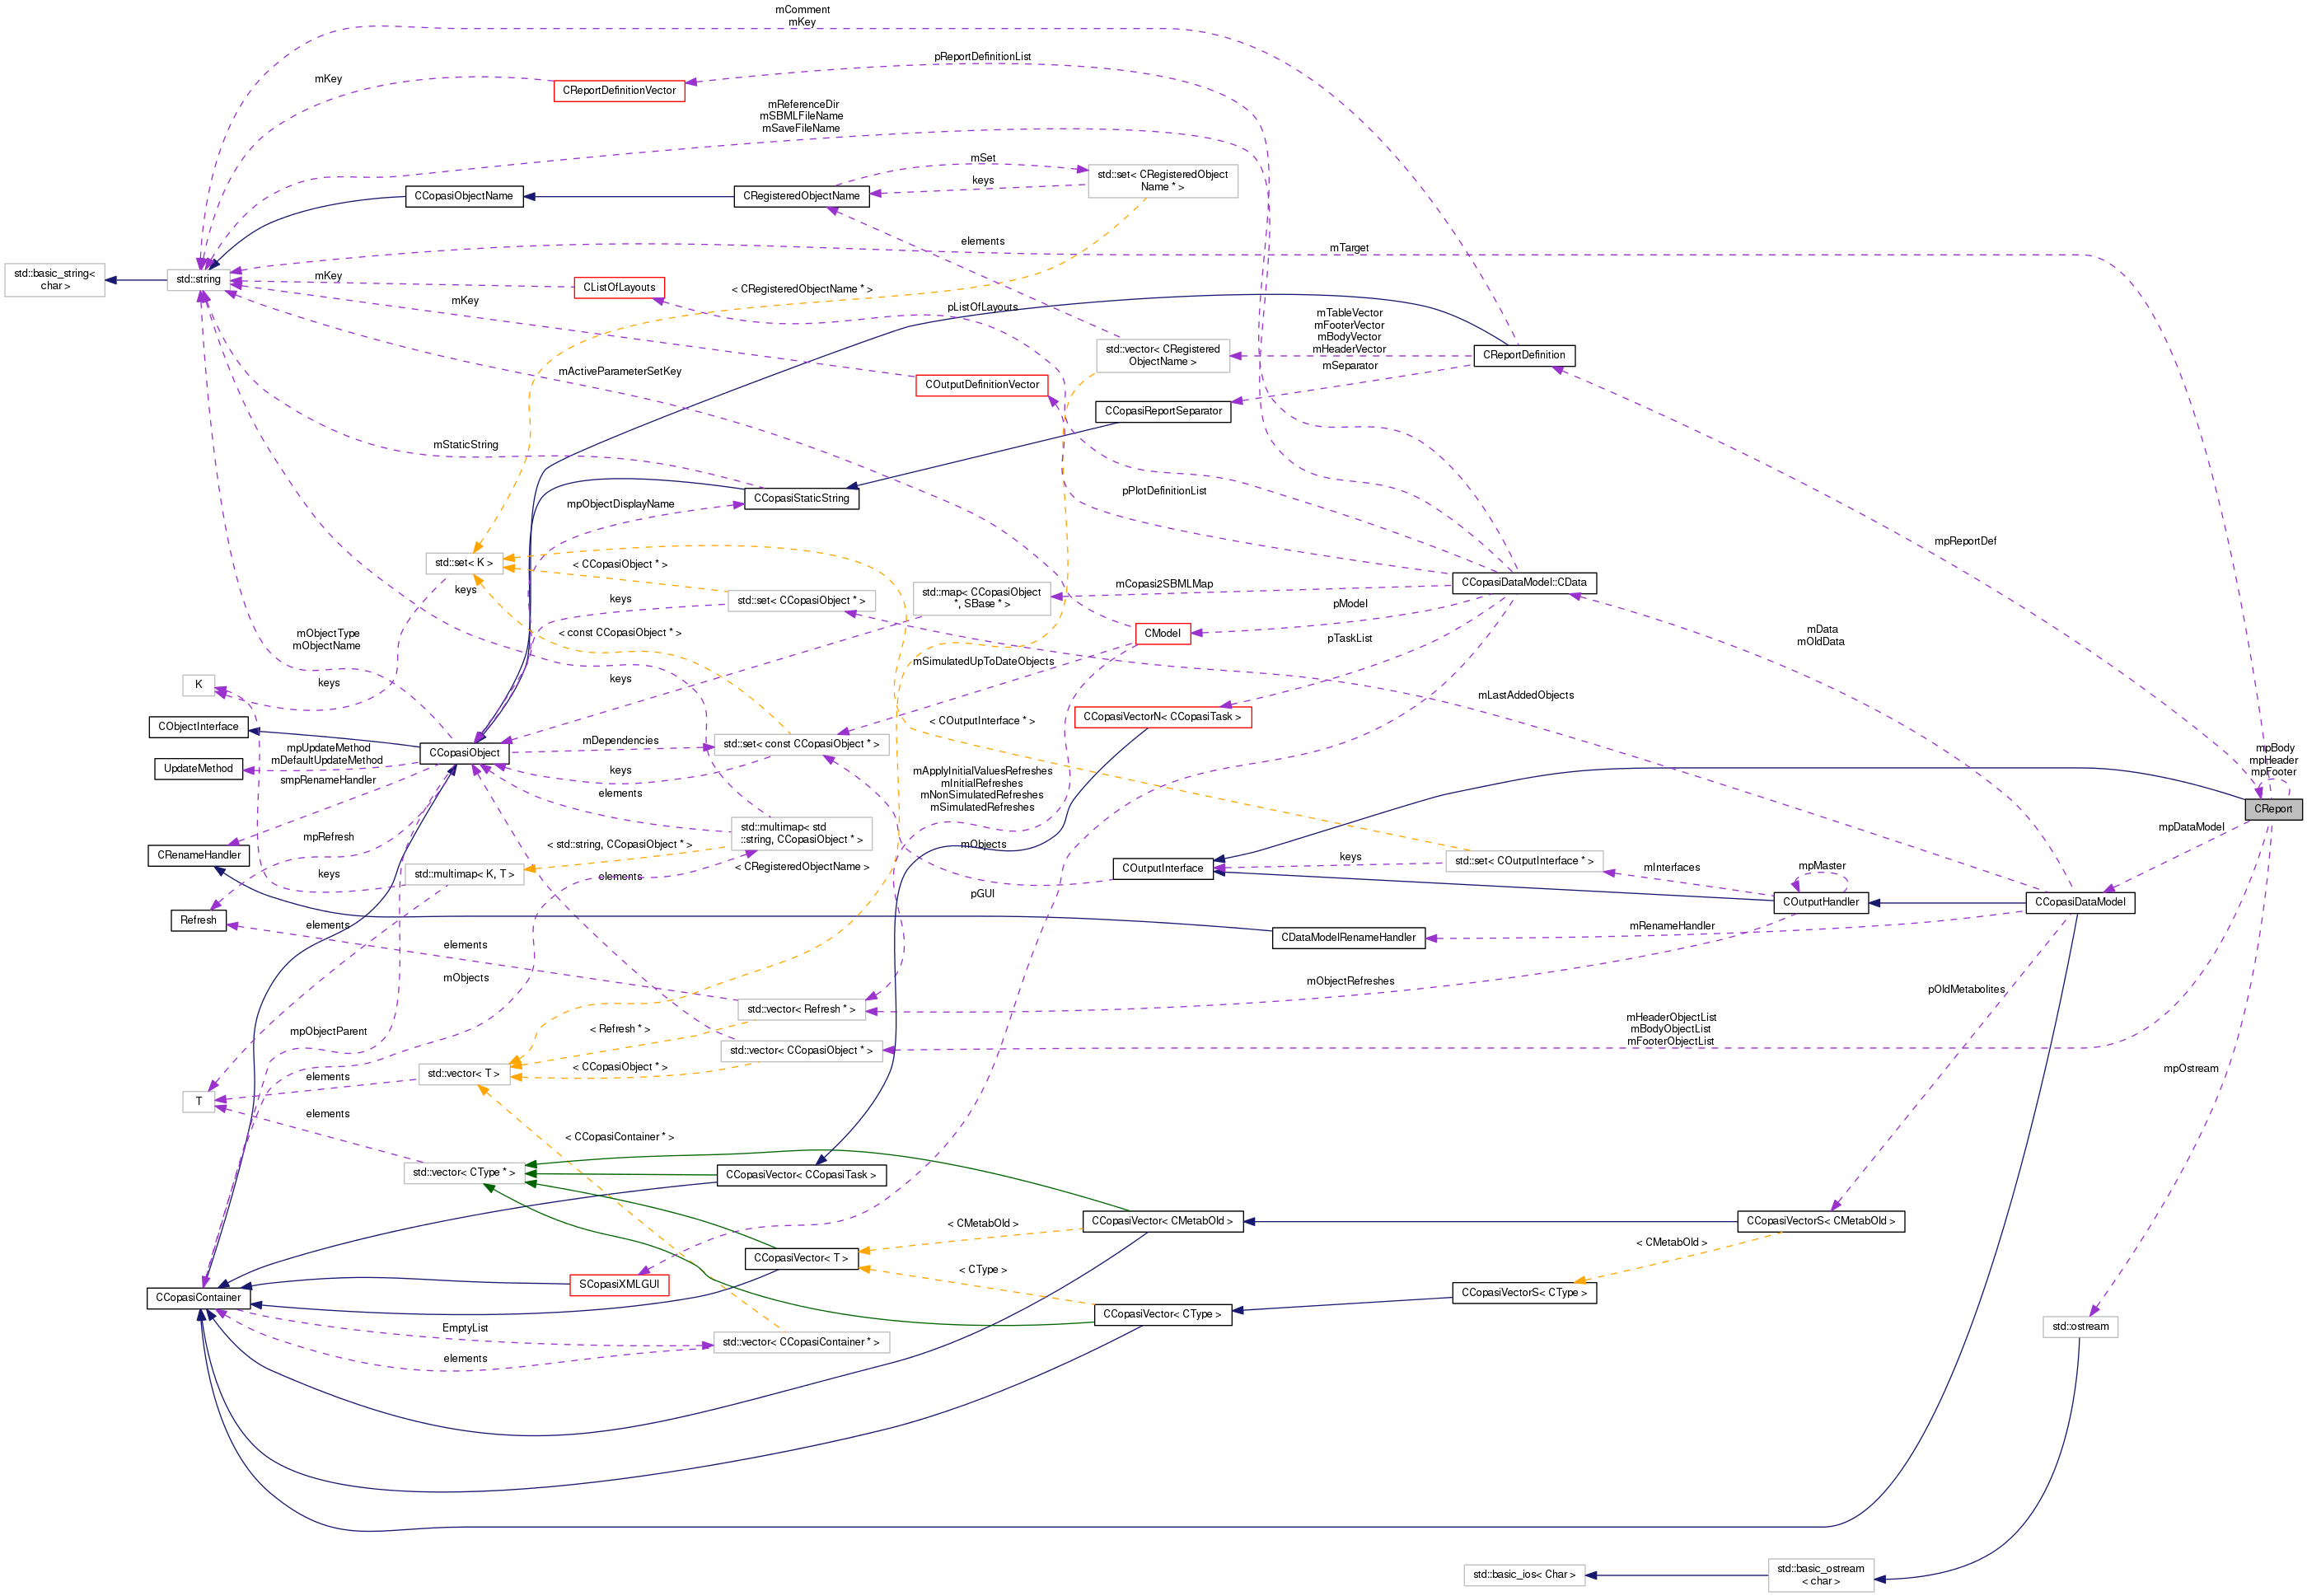 mComment
mKey
pReportDefinitionList
mKey
CReportDefinitionVector
mReferenceDir
mSBMLFileName
mSaveFileName
mSet
std::set< CRegisteredObject
Name * >
keys
CCopasiObjectName
CRegisteredObjectName
elements
mTarget
std::basic_string<
char >
std::string
mKey
CListOfLayouts
< CRegisteredObjectName * >
mKey
pListOfLayouts
mTableVector
mFooterVector
mBodyVector
mHeaderVector
std::vector< CRegistered
ObjectName >
CReportDefinition
mSeparator
mActiveParameterSetKey
COutputDefinitionVector
CCopasiReportSeparator
mStaticString
pPlotDefinitionList
CCopasiStaticString
mpObjectDisplayName
mpReportDef
std::set< K >
< CCopasiObject * >
keys
mCopasi2SBMLMap
CCopasiDataModel::CData
std::set< CCopasiObject * >
keys
std::map< CCopasiObject
*, SBase * >
pModel
mObjectType
mObjectName
< const CCopasiObject * >
CModel
pTaskList
mData
mOldData
mSimulatedUpToDateObjects
K
keys
keys
mLastAddedObjects
CObjectInterface
CCopasiObject
mDependencies
std::set< const CCopasiObject * >
< COutputInterface * >
CCopasiVectorN< CCopasiTask >
mpUpdateMethod
mDefaultUpdateMethod
UpdateMethod
smpRenameHandler
keys
elements
mApplyInitialValuesRefreshes
mInitialRefreshes
mNonSimulatedRefreshes
mSimulatedRefreshes
mpBody
mpHeader
mpFooter
CReport
mpDataModel
mpRefresh
std::multimap< std
::string, CCopasiObject * >
< std::string, CCopasiObject * >
mObjects
CRenameHandler
keys
std::multimap< K, T >
elements
< CRegisteredObjectName >
COutputInterface
keys
std::set< COutputInterface * >
mInterfaces
mpMaster
pGUI
COutputHandler
CCopasiDataModel
Refresh
elements
elements
mRenameHandler
CDataModelRenameHandler
mObjects
mObjectRefreshes
pOldMetabolites
std::vector< Refresh * >
mpObjectParent
< Refresh * >
mHeaderObjectList
mBodyObjectList
mFooterObjectList
std::vector< CCopasiObject * >
std::vector< T >
< CCopasiObject * >
mpOstream
elements
T
elements
< CCopasiContainer * >
std::vector< CType * >
CCopasiVector< CCopasiTask >
CCopasiVector< CMetabOld >
CCopasiVectorS< CMetabOld >
< CMetabOld >
< CMetabOld >
CCopasiVector< T >
< CType >
SCopasiXMLGUI
CCopasiVectorS< CType >
CCopasiContainer
CCopasiVector< CType >
EmptyList
std::ostream
std::vector< CCopasiContainer * >
elements
std::basic_ios< Char >
std::basic_ostream
< char >